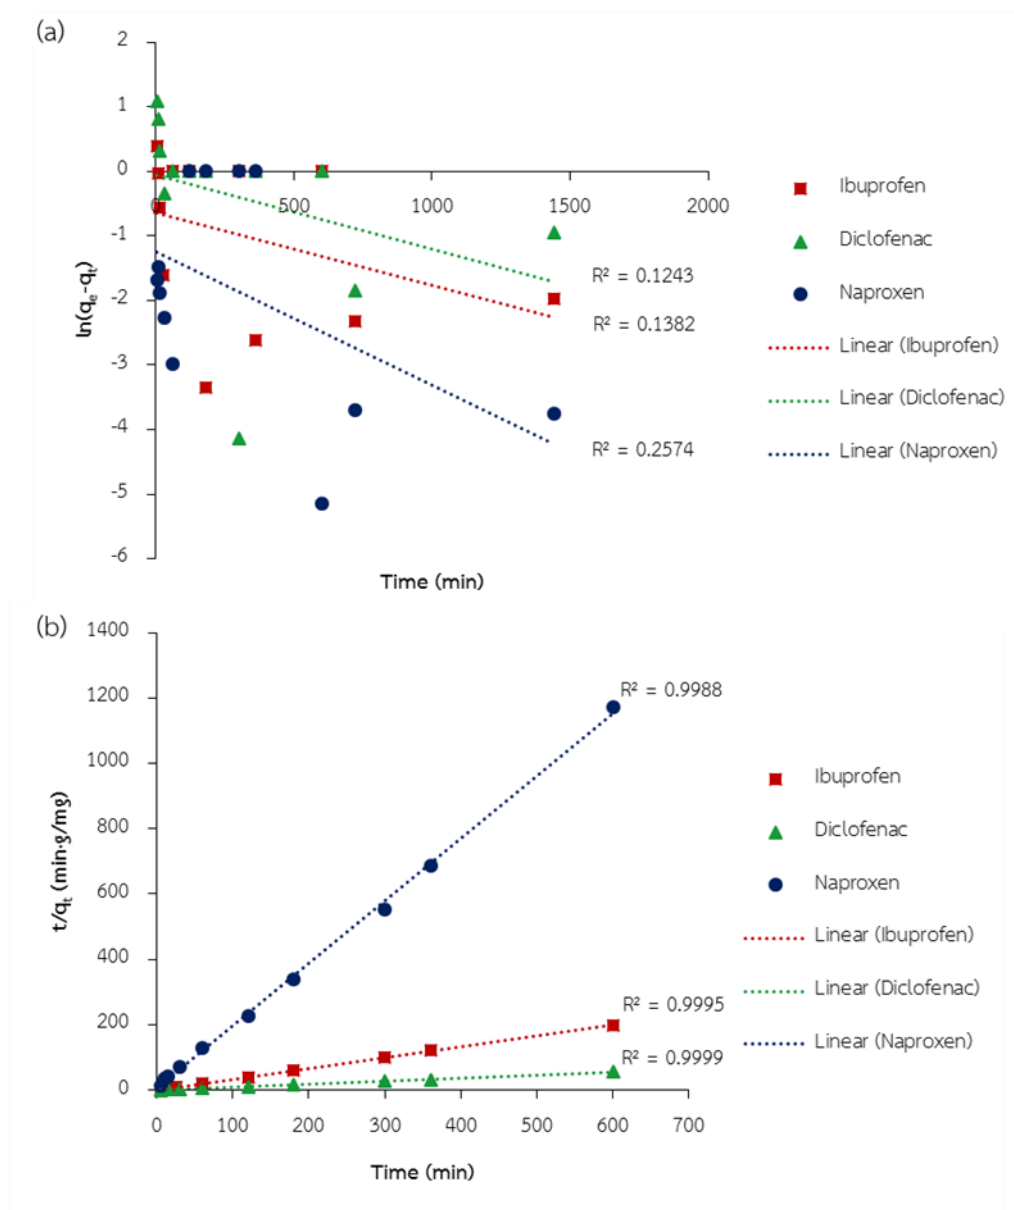 (a)
2
1
0
-1
-2
-3
-4
-5
-6
0
500
1000
1500
2000
ln(qₑ-qₜ)
Time (min)
R² = 0.1243
R² = 0.1382
R² = 0.2574
Ibuprofen
Diclofenac
Naproxen
Linear (Ibuprofen)
Linear (Diclofenac)
Linear (Naproxen)
(b)
1400
1200
1000
800
600
400
200
0
0
100
200
300
400
500
600
700
t/qₜ (min·g/mg)
Time (min)
R² = 0.9988
R² = 0.9995
R² = 0.9999
Ibuprofen
Diclofenac
Naproxen
Linear (Ibuprofen)
Linear (Diclofenac)
Linear (Naproxen)